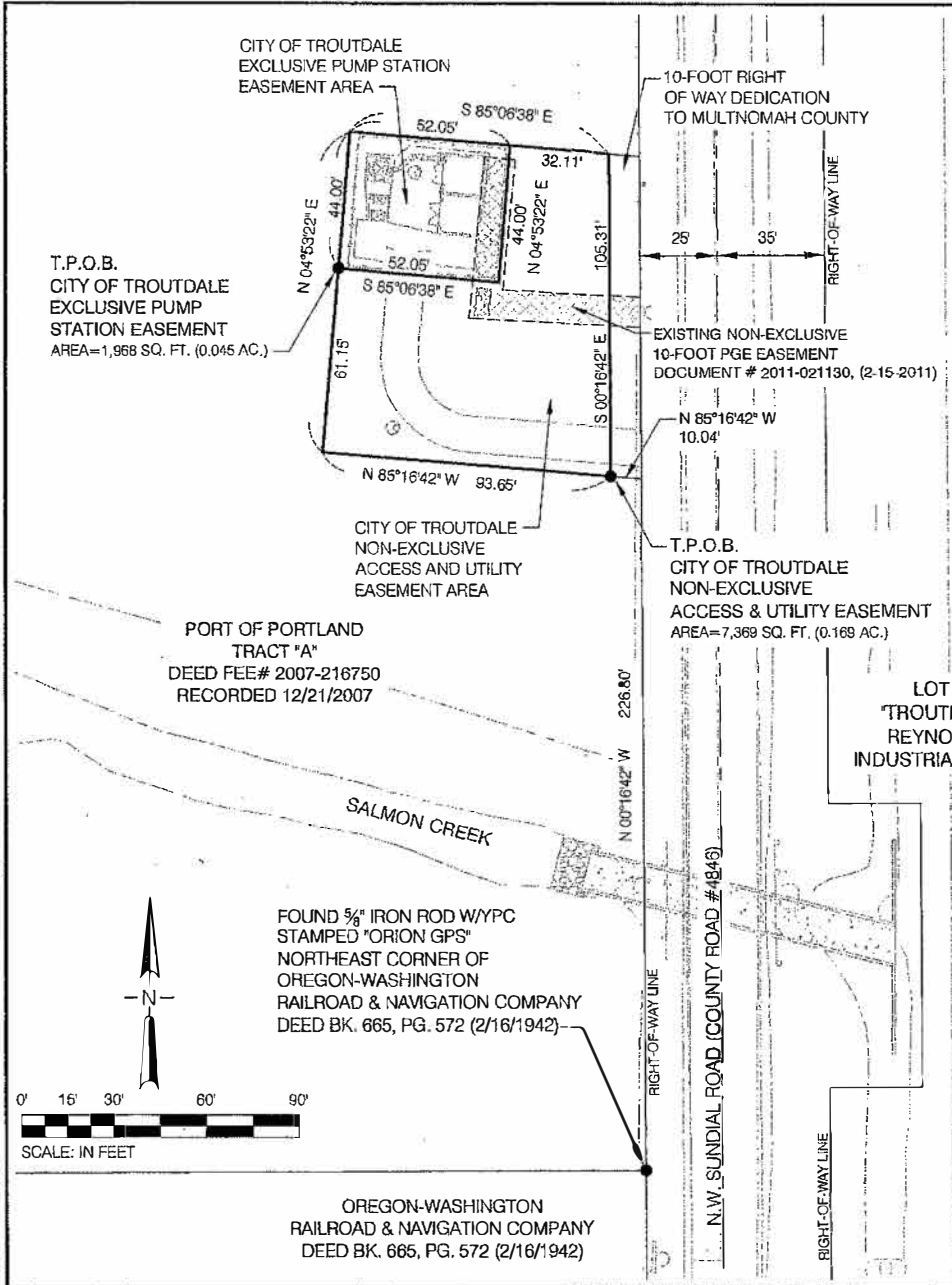 CITY OF TROUTDALE
EXCLUSIVE PUMP STATION
EASEMENT AREA
10-FOOT RIGHT
OF WAY DEDICATION
TO MULTNOMAH COUNTY
S 85°06'38" E
52.05'
32.11'
44.00'
N 04°53'22" E
44.00'
N 04°53'22" E
105.31'
S 00°16'42" E
52.05'
S 85°06'38" E
25'
35'
RIGHT-OF-WAY LINE
T.P.O.B.
CITY OF TROUTDALE
EXCLUSIVE PUMP
STATION EASEMENT
AREA=1,968 SQ. FT. (0.045 AC.)
61.15'
EXISTING NON-EXCLUSIVE
10-FOOT PGE EASEMENT
DOCUMENT # 2011-021130, (2-15-2011)
N 85°16'42" W
10.04'
N 85°16'42" W 93.65'
CITY OF TROUTDALE
NON-EXCLUSIVE
ACCESS AND UTILITY
EASEMENT AREA
T.P.O.B.
CITY OF TROUTDALE
NON-EXCLUSIVE
ACCESS & UTILITY EASEMENT
AREA=7,369 SQ. FT. (0.169 AC.)
PORT OF PORTLAND
TRACT "A"
DEED FEE# 2007-216750
RECORDED 12/21/2007
N 00°16'42" W 226.80'
LOT
"TROUT
REYNO
INDUSTRIA
SALMON CREEK
N.W. SUNDIAL ROAD (COUNTY ROAD #4846)
FOUND 5/8" IRON ROD W/YPC
STAMPED "ORION GPS"
NORTHEAST CORNER OF
OREGON-WASHINGTON
RAILROAD & NAVIGATION COMPANY
DEED BK. 665, PG. 572 (2/16/1942)
RIGHT-OF-WAY LINE
N
0' 15' 30' 60' 90'
SCALE: IN FEET
RIGHT-OF-WAY LINE
OREGON-WASHINGTON
RAILROAD & NAVIGATION COMPANY
DEED BK. 665, PG. 572 (2/16/1942)